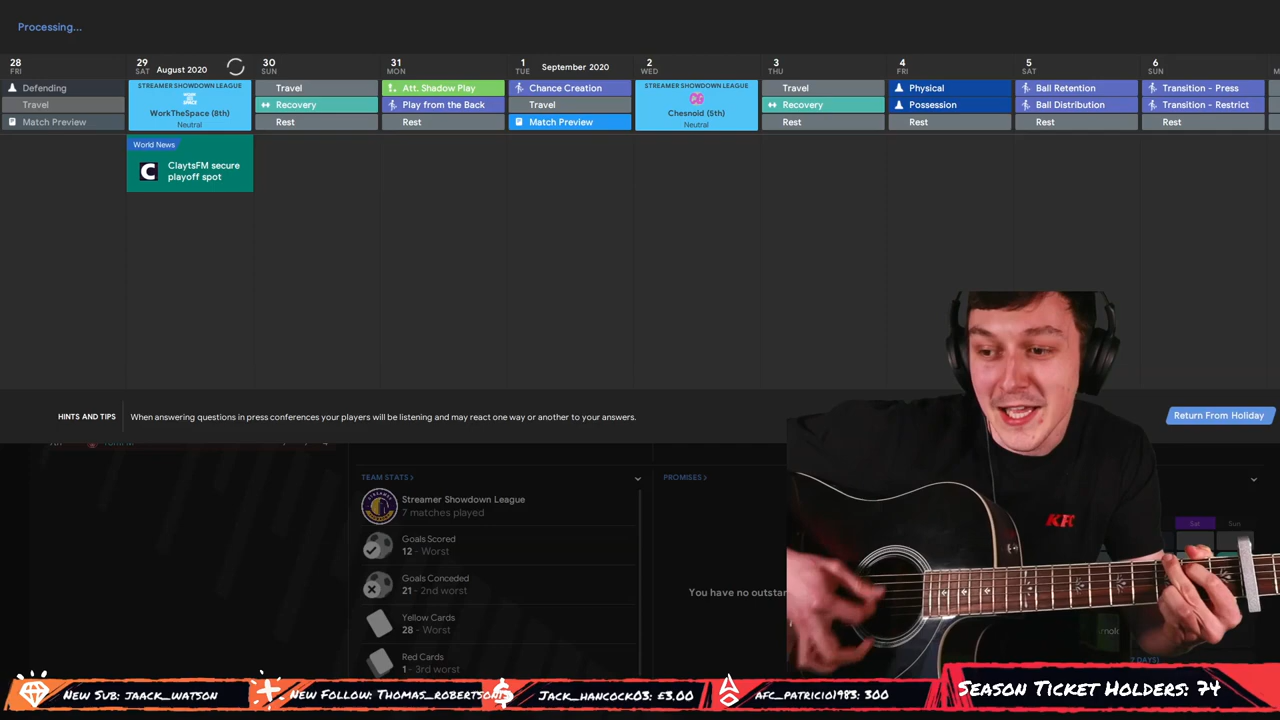 Processing...
28
FRI
29
SAT
August 2020
30
SUN
31
MON
1
TUE
September 2020
2
WED
3
THU
4
FRI
5
SAT
6
SUN
Defending
Travel
Match Preview
STREAMER SHOWDOWN LEAGUE
WorkTheSpace (8th)
Neutral
World News
ClaytsFM secure
playoff spot
Travel
Recovery
Rest
Att. Shadow Play
Play from the Back
Rest
Chance Creation
Travel
Match Preview
STREAMER SHOWDOWN LEAGUE
Chesnoid (5th)
Neutral
Travel
Recovery
Rest
Physical
Possession
Rest
Ball Retention
Ball Distribution
Rest
Transition - Press
Transition - Restrict
Rest
HINTS AND TIPS
When answering questions in press conferences your players will be listening and may react one way or another to your answers.
Return From Holiday
TEAM STATS >
Streamer Showdown League
7 matches played
Goals Scored
12 - Worst
Goals Conceded
21 - 2nd worst
Yellow Cards
28 - Worst
Red Cards
1 - 3rd worst
PROMISES >
You have no
Sat
Sun
DAYS)
KR
NEW SUB: JAACK_WATSON
NEW FOLLOW: THOMAS_ROBERTSON
JACK_HANCOCK03: £3.00
AFC_PATRICIO1983: 300
SEASON TICKET HOLDERS: 74